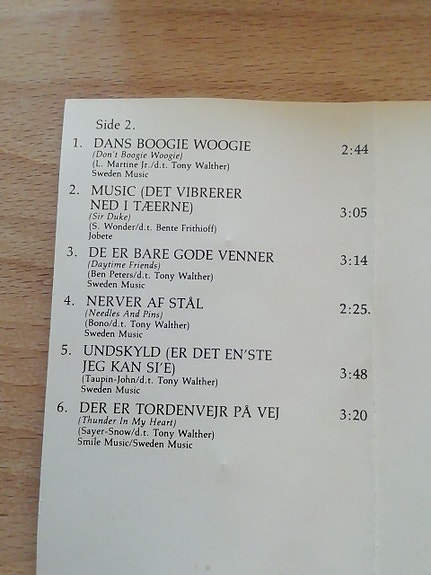 Side 2.
1. DANS BOOGIE WOOGIE 2:44
(Don't Boogie Woogie)
(L. Martine Jr./d.t. Tony Walther)
Sweden Music
2. MUSIC (DET VIBRERER
NED I TÆERNE) 3:05
(Sir Duke)
(S. Wonder/d.t. Bente Frithioff)
Jobete
3. DE ER BARE GODE VENNER 3:14
(Daytime Friends)
(Ben Peters/d.t. Tony Walther)
Sweden Music
4. NERVER AF STÅL 2:25.
(Needles And Pins)
(Bono/d.t. Tony Walther)
Sweden Music
5. UNDSKYLD (ER DET EN'STE
JEG KAN SI'E) 3:48
(Taupin-John/d.t. Tony Walther)
Sweden Music
6. DER ER TORDENVEJR PÅ VEJ 3:20
(Thunder In My Heart)
(Sayer-Snow/d.t. Tony Walther)
Smile Music/Sweden Music